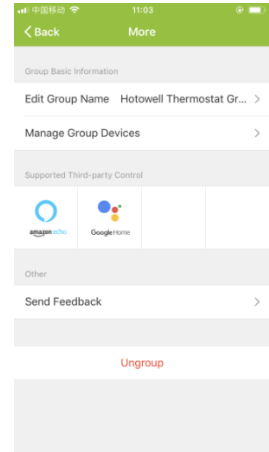 中国移动 11:03
Back More
Group Basic Information
Edit Group Name Hotowell Thermostat Gr...
Manage Group Devices
Supported Third-party Control
amazon echo Google Home
Other
Send Feedback
Ungroup